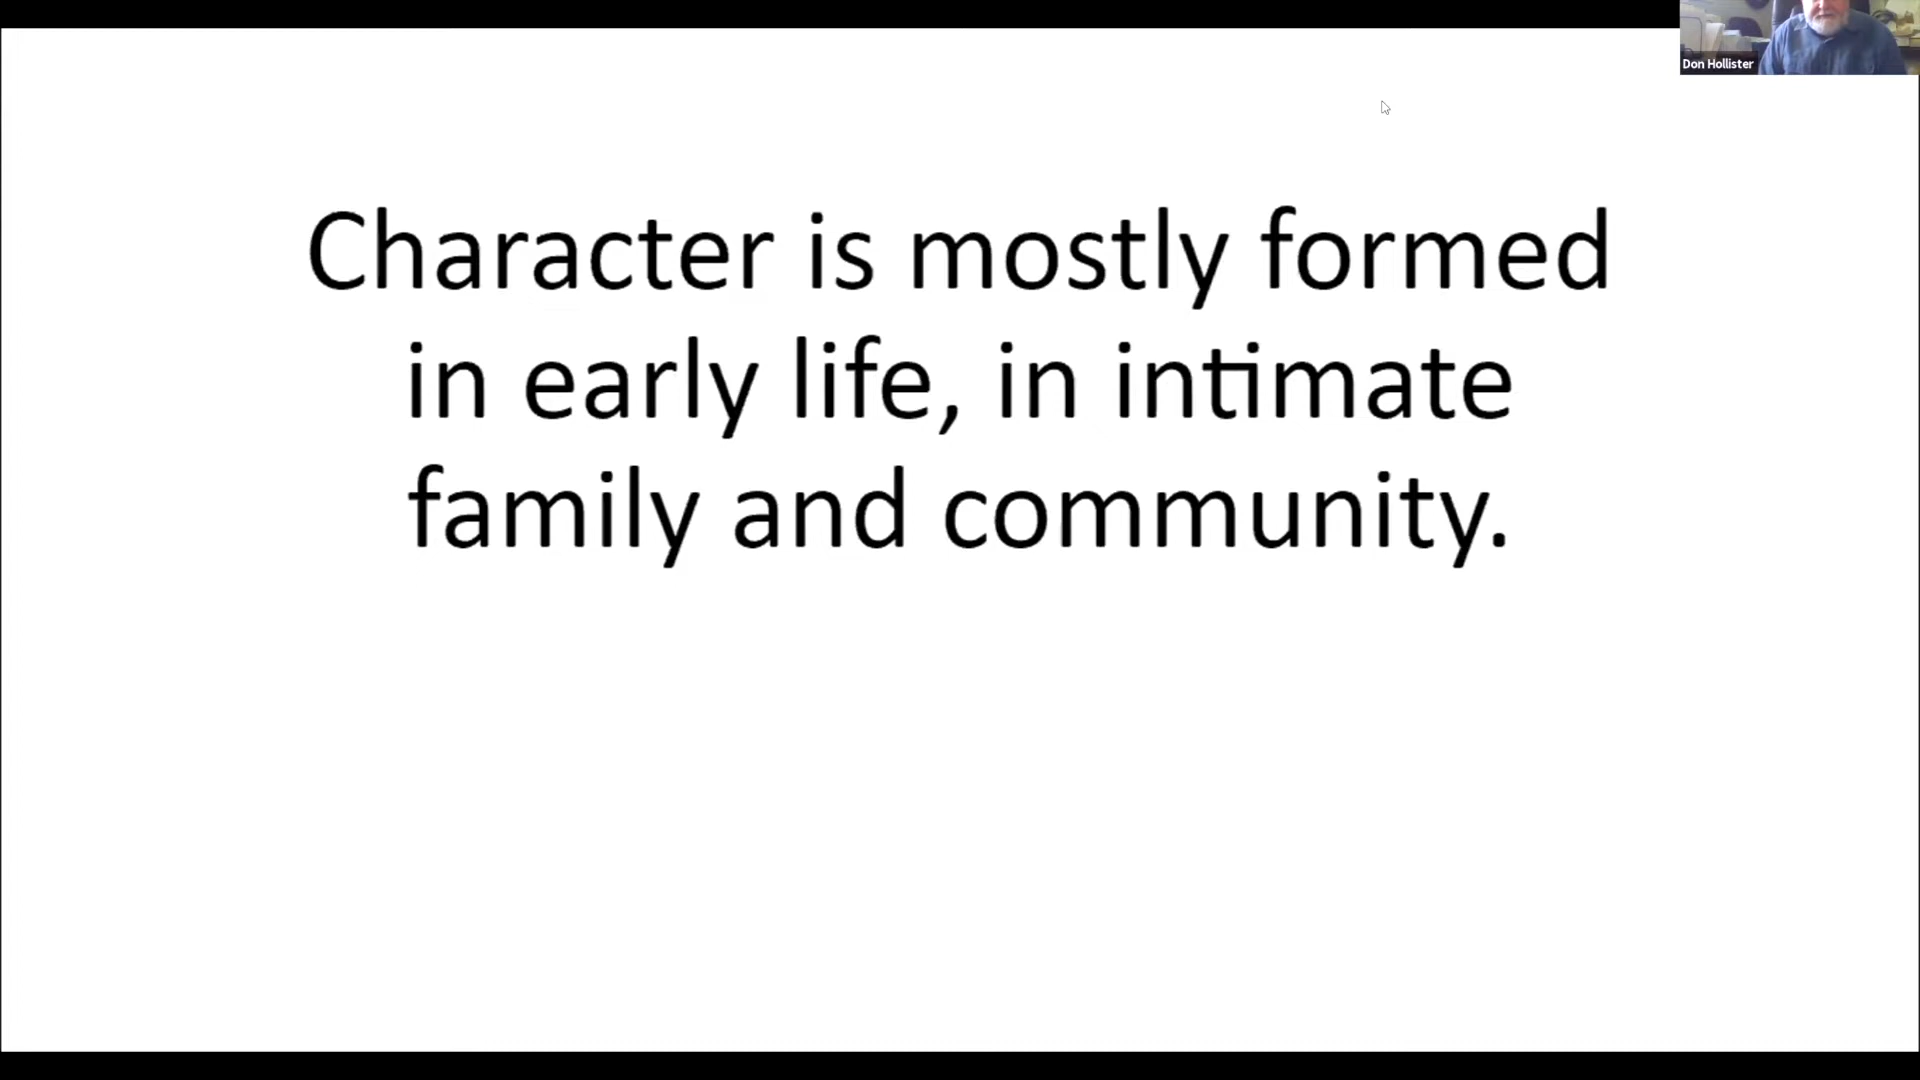 Don Hollister
Character is mostly formed
in early life, in intimate
family and community.